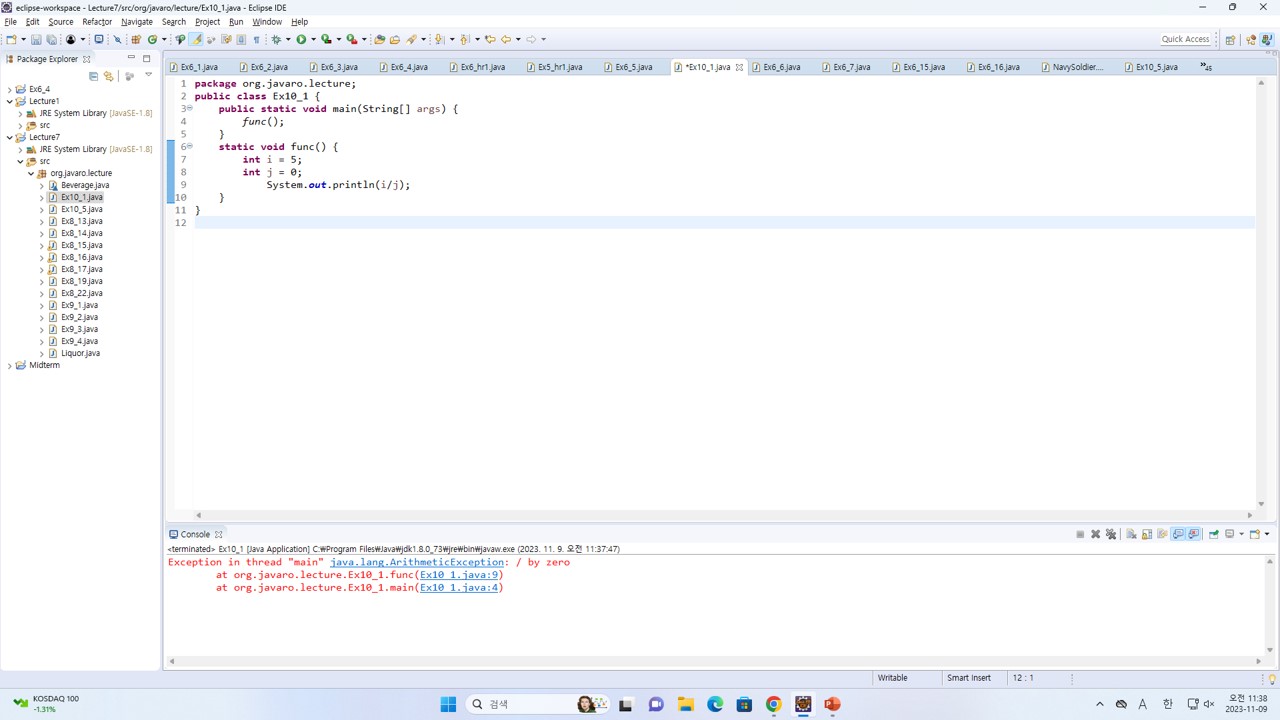 eclipse-workspace - Lecture7/src/org/javaro/lecture/Ex10_1.java - Eclipse IDE
File Edit Source Refactor Navigate Search Project Run Window Help
Quick Access
Package Explorer
Ex6_4
Lecture1
JRE System Library [JavaSE-1.8]
src
Lecture7
JRE System Library [JavaSE-1.8]
src
org.javaro.lecture
Beverage.java
Ex10_1.java
Ex10_5.java
Ex8_13.java
Ex8_14.java
Ex8_15.java
Ex8_16.java
Ex8_17.java
Ex8_19.java
Ex8_22.java
Ex9_1.java
Ex9_2.java
Ex9_3.java
Ex9_4.java
Liquor.java
Midterm
Ex6_1.java Ex6_2.java Ex6_3.java Ex6_4.java Ex6_hr1.java Ex5_hr1.java Ex6_5.java *Ex10_1.java Ex6_6.java Ex6_7.java Ex6_15.java Ex6_16.java NavySoldier.... Ex10_5.java »45
1 package org.javaro.lecture;
2 public class Ex10_1 {
3 public static void main(String[] args) {
4 func();
5 }
6 static void func() {
7 int i = 5;
8 int j = 0;
9 System.out.println(i/j);
10 }
11 }
12
Console
<terminated> Ex10_1 [Java Application] C:₩Program Files₩Java₩jdk1.8.0_73₩jre₩bin₩javaw.exe (2023. 11. 9. 오전 11:37:47)
Exception in thread "main" java.lang.ArithmeticException: / by zero
at org.javaro.lecture.Ex10_1.func(Ex10_1.java:9)
at org.javaro.lecture.Ex10_1.main(Ex10_1.java:4)
Writable Smart Insert 12 : 1
KOSDAQ 100
-1.31%
검색
A 한
오전 11:38
2023-11-09